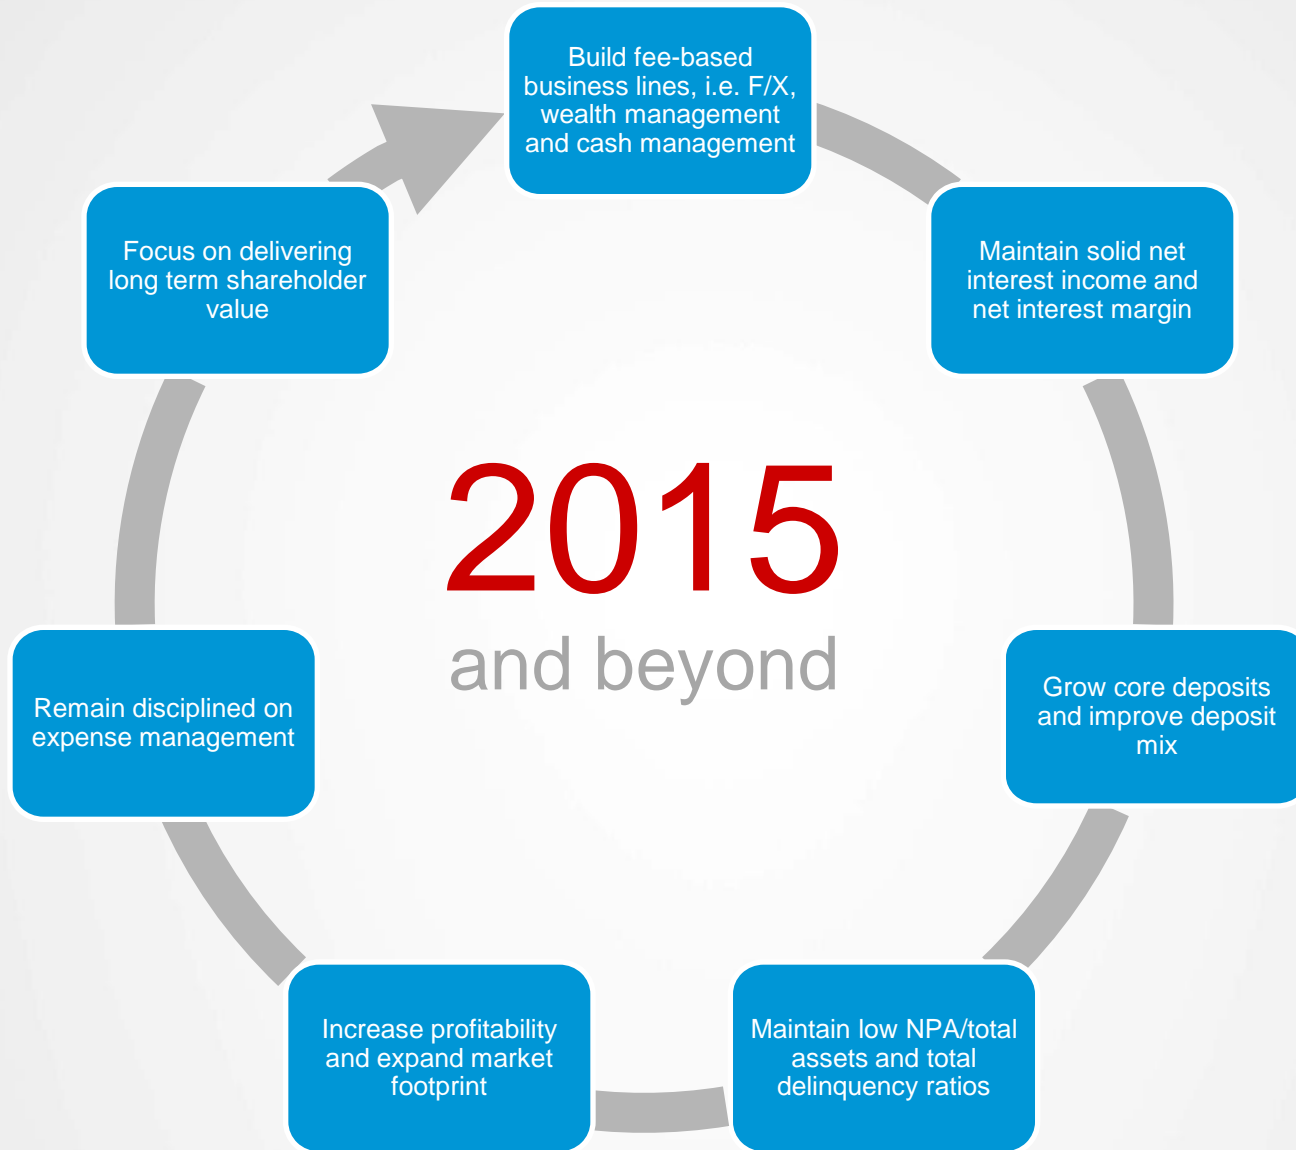 Build fee-based
business lines, i.e. F/X,
wealth management
and cash management
Maintain solid net
interest income and
net interest margin
Grow core deposits
and improve deposit
mix
Maintain low NPA/total
assets and total
delinquency ratios
Increase profitability
and expand market
footprint
Remain disciplined on
expense management
Focus on delivering
long term shareholder
value
2015
and beyond